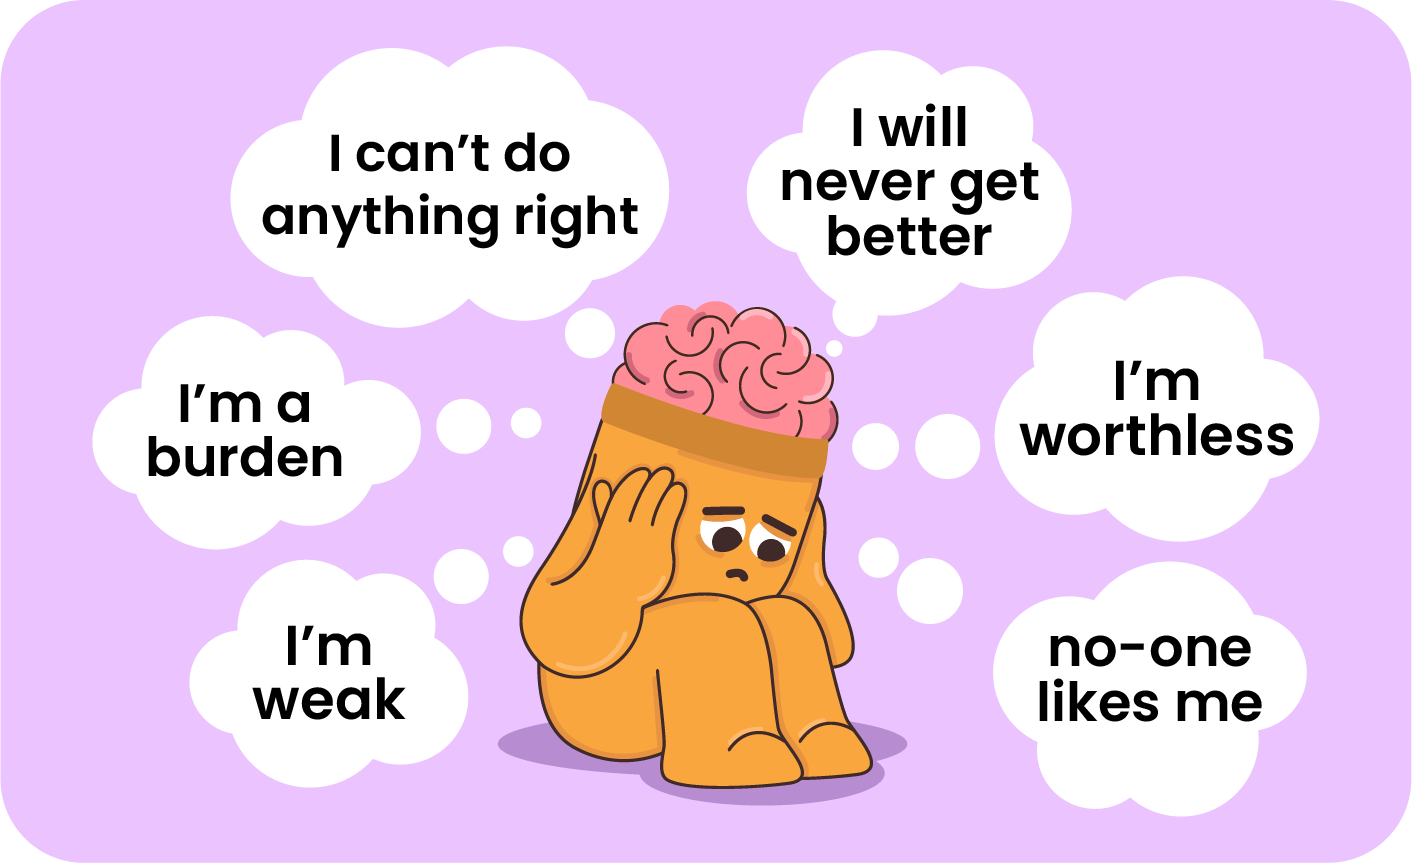 I can’t do
anything right
I will
never get
better
I’m a
burden
I’m
worthless
I’m
weak
no-one
likes me